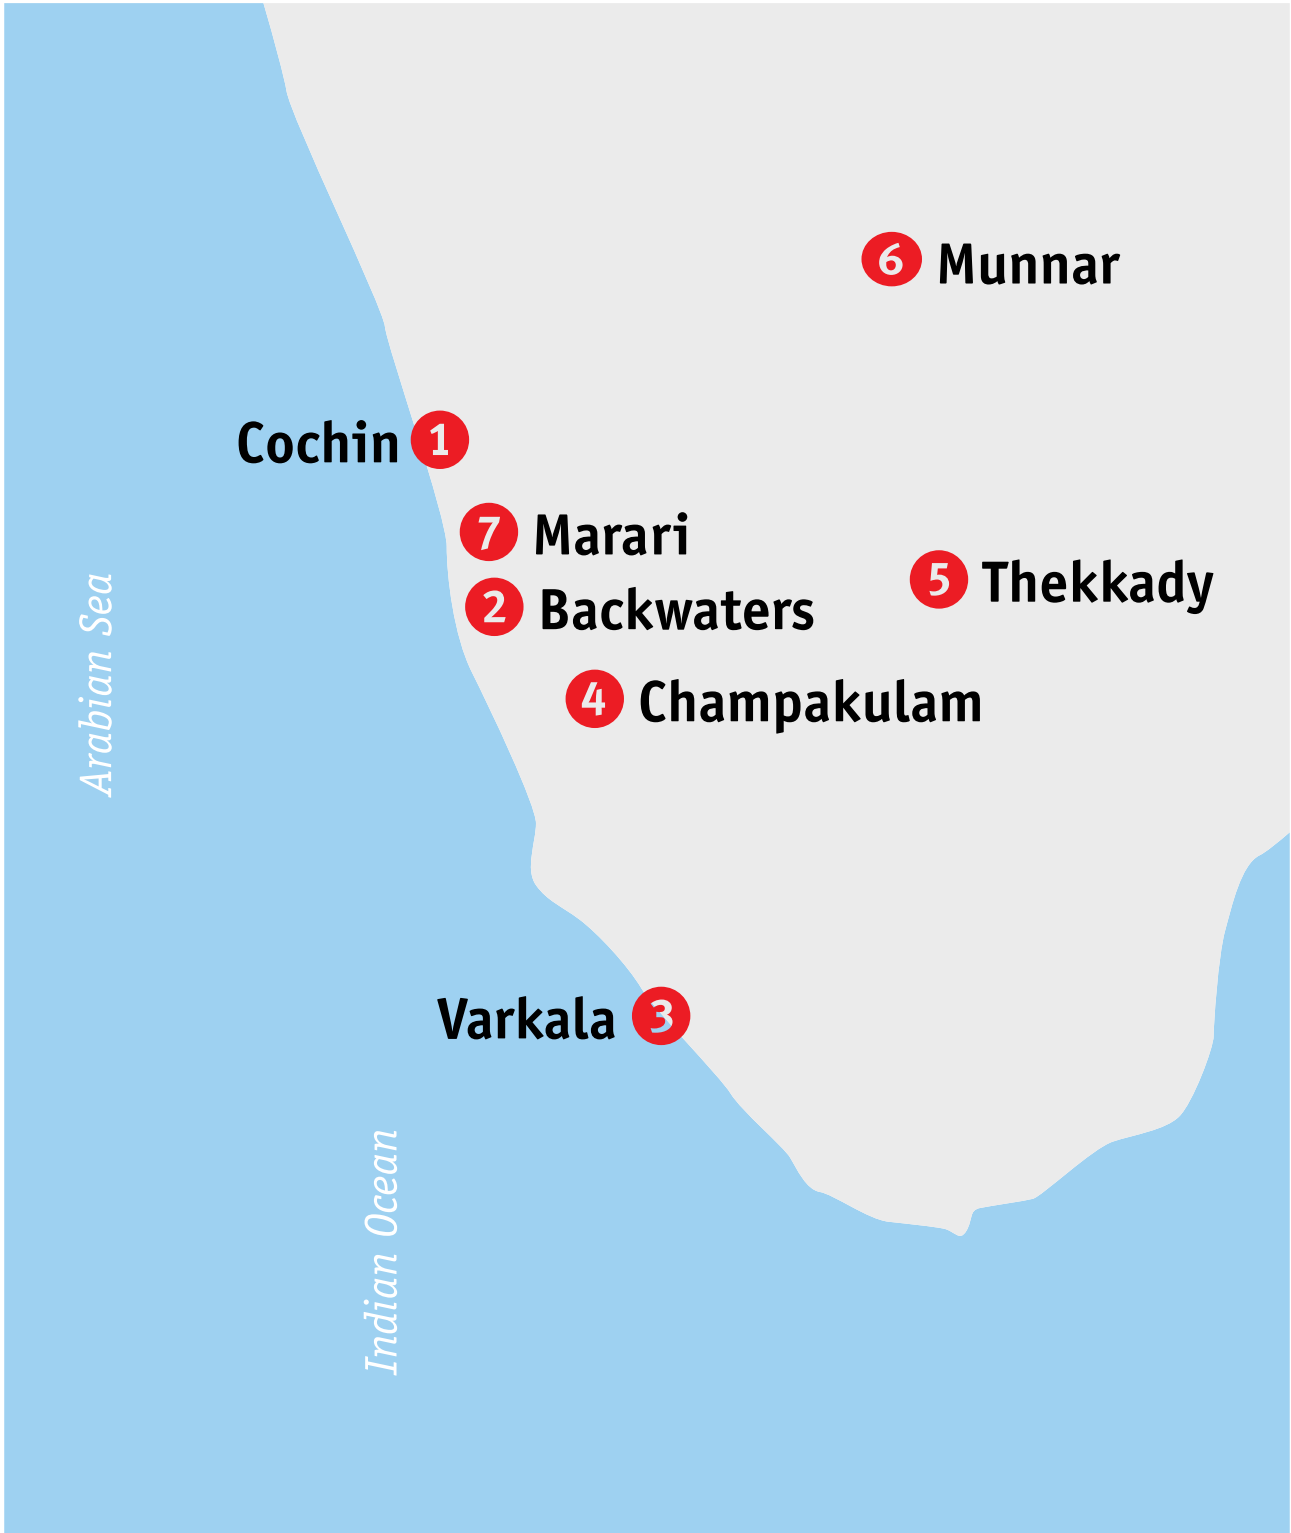 6 Munnar
Cochin 1
7 Marari
5 Thekkady
2 Backwaters
4 Champakulam
Arabian Sea
Varkala 3
Indian Ocean